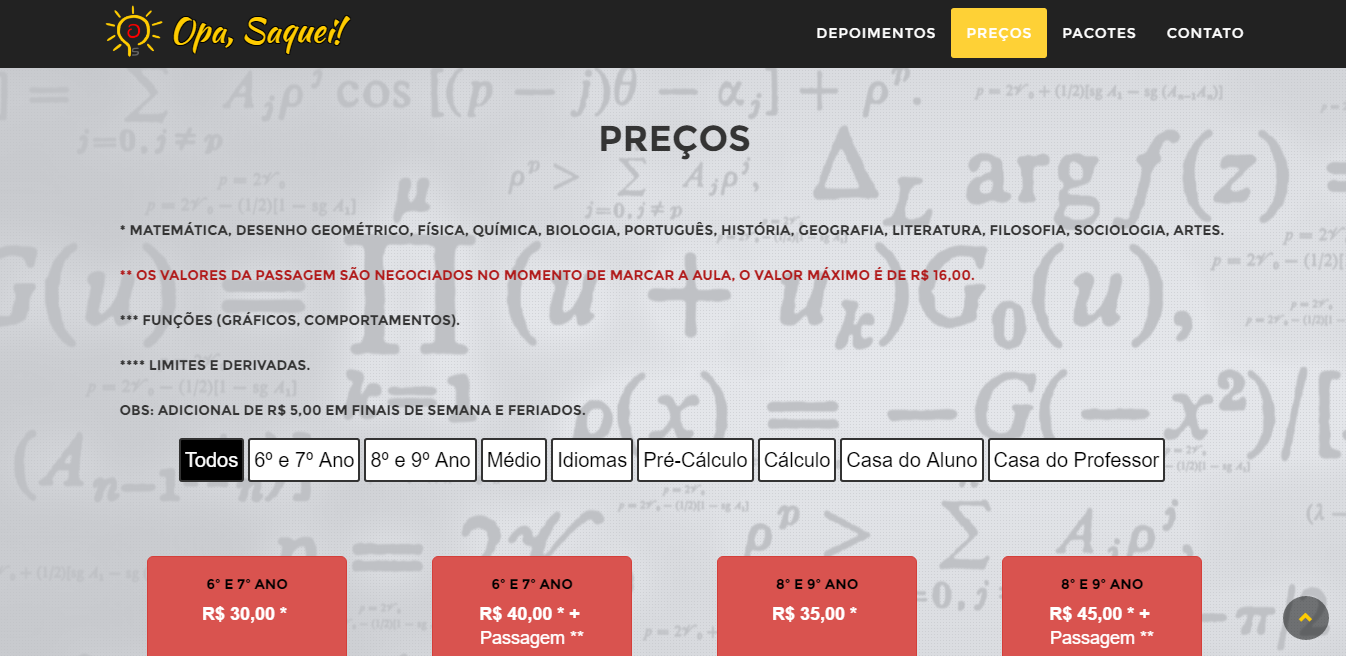 Opa, Saquei!
DEPOIMENTOS PREÇOS PACOTES CONTATO
PREÇOS
* MATEMÁTICA, DESENHO GEOMÉTRICO, FÍSICA, QUÍMICA, BIOLOGIA, PORTUGUÊS, HISTÓRIA, GEOGRAFIA, LITERATURA, FILOSOFIA, SOCIOLOGIA, ARTES.
** OS VALORES DA PASSAGEM SÃO NEGOCIADOS NO MOMENTO DE MARCAR A AULA, O VALOR MÁXIMO É DE R$ 16,00.
*** FUNÇÕES (GRÁFICOS, COMPORTAMENTOS).
**** LIMITES E DERIVADAS.
OBS: ADICIONAL DE R$ 5,00 EM FINAIS DE SEMANA E FERIADOS.
Todos 6º e 7º Ano 8º e 9º Ano Médio Idiomas Pré-Cálculo Cálculo Casa do Aluno Casa do Professor
6° E 7° ANO
R$ 30,00 *
6° E 7° ANO
R$ 40,00 * +
Passagem **
8° E 9° ANO
R$ 35,00 *
8° E 9° ANO
R$ 45,00 * +
Passagem **